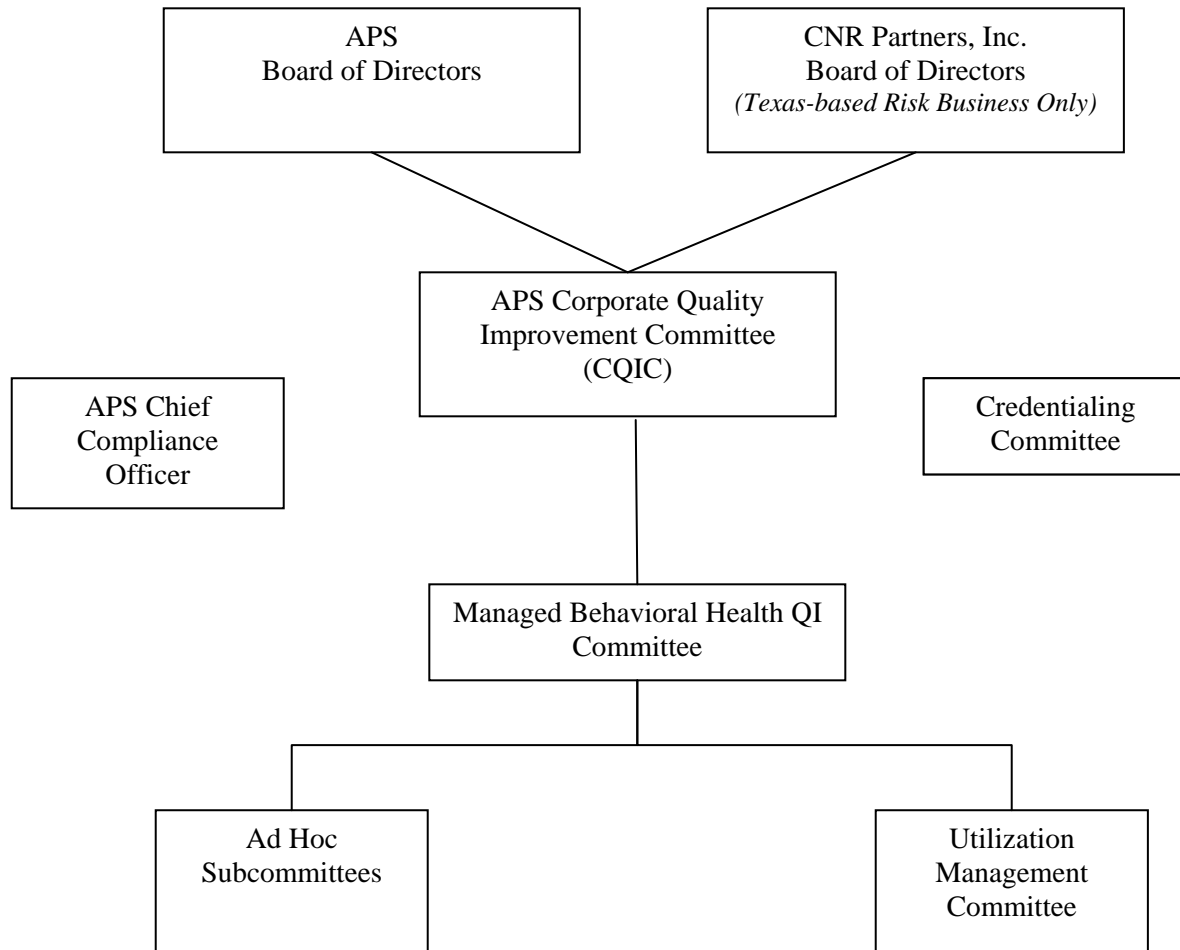 APS
Board of Directors
CNR Partners, Inc.
Board of Directors
(Texas-based Risk Business Only)
APS Corporate Quality
Improvement Committee
(CQIC)
APS Chief
Compliance
Officer
Credentialing
Committee
Managed Behavioral Health QI
Committee
Ad Hoc
Subcommittees
Utilization
Management
Committee